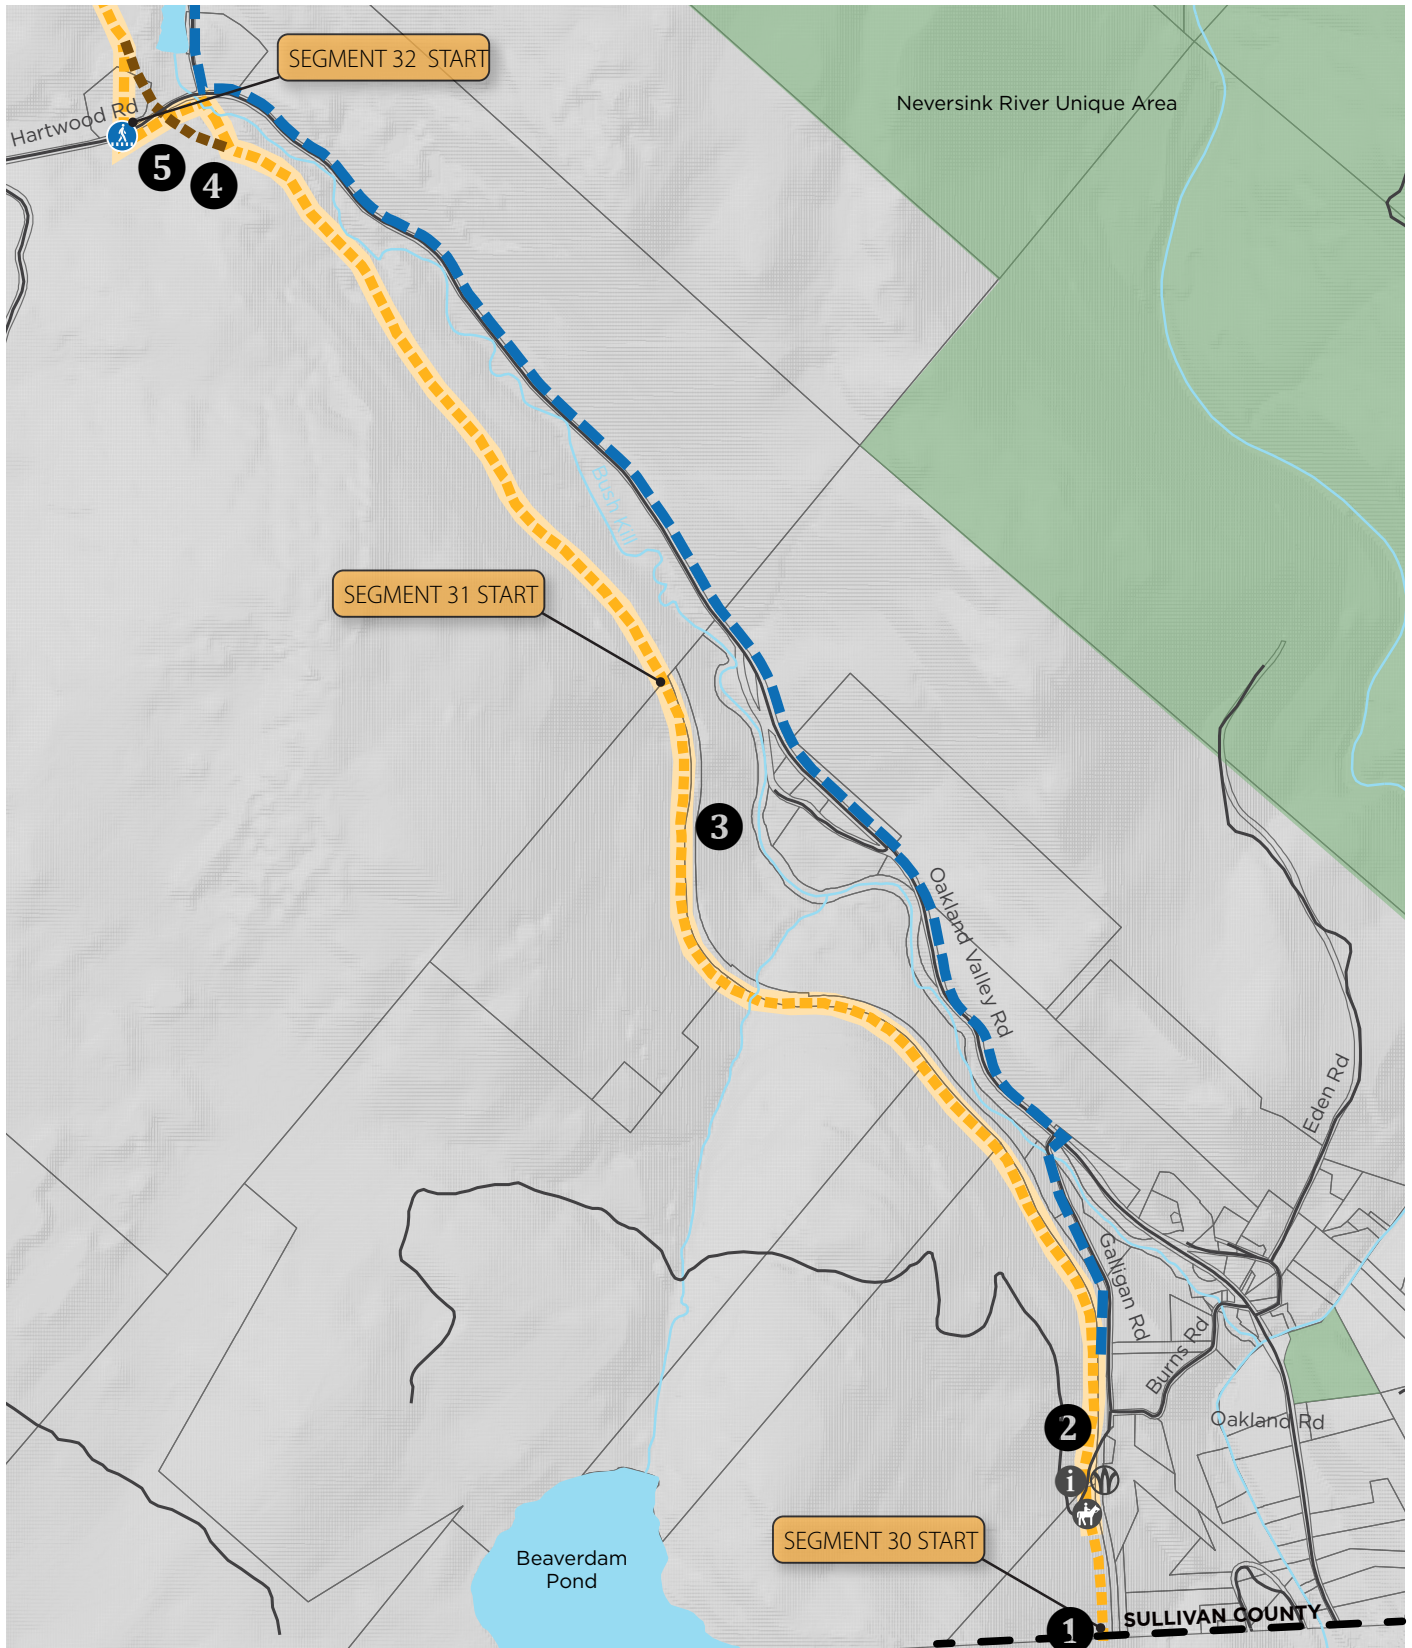 SEGMENT 32 START
Neversink River Unique Area
Hartwood Rd
5
4
Bush Kill
SEGMENT 31 START
3
Oakland Valley Rd
Eden Rd
Galligan Rd
Burns Rd
Oakland Rd
2
i
SEGMENT 30 START
Beaverdam
Pond
SULLIVAN COUNTY
1